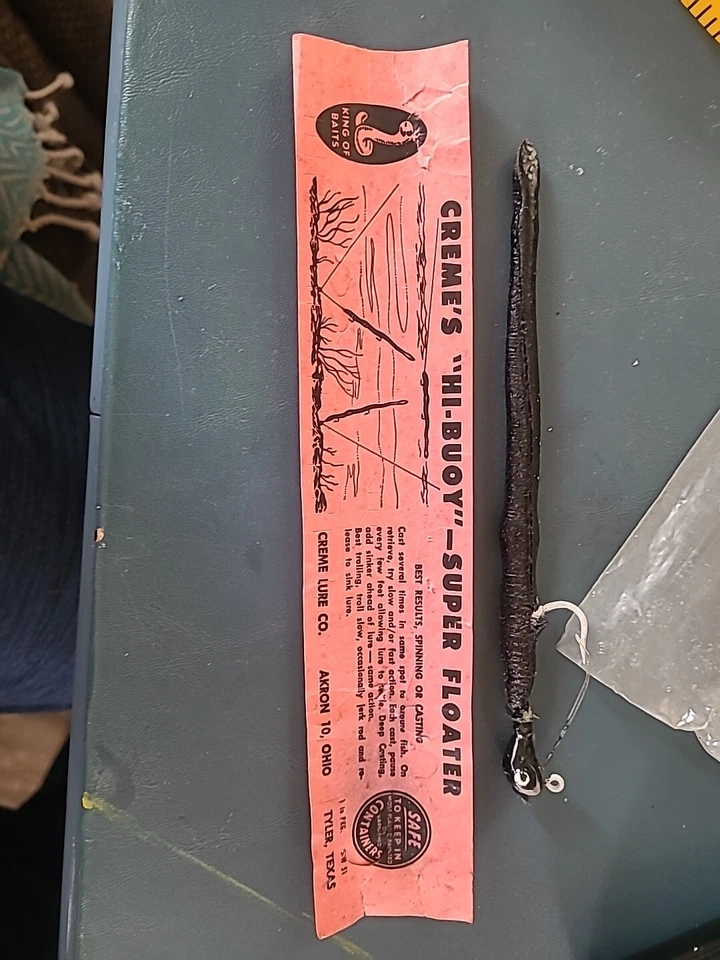 KING OF
BAITS
CREME'S "HI-BUOY"—SUPER FLOATER
BEST RESULTS, SPINNING OR CASTING
Cast several times in same spot to arouse fish. On
retrieve, try slow and/or fast action. Each cast, pause
every few feet allowing lure to Deep Casting,
add sinker ahead of lure — same action.
Best trolling, troll slow, occasionally jerk rod and re-
lease to sink lure.
CREME LURE CO. AKRON 10, OHIO TYLER, TEXAS
SAFE
TO KEEP IN
CONTAINERS